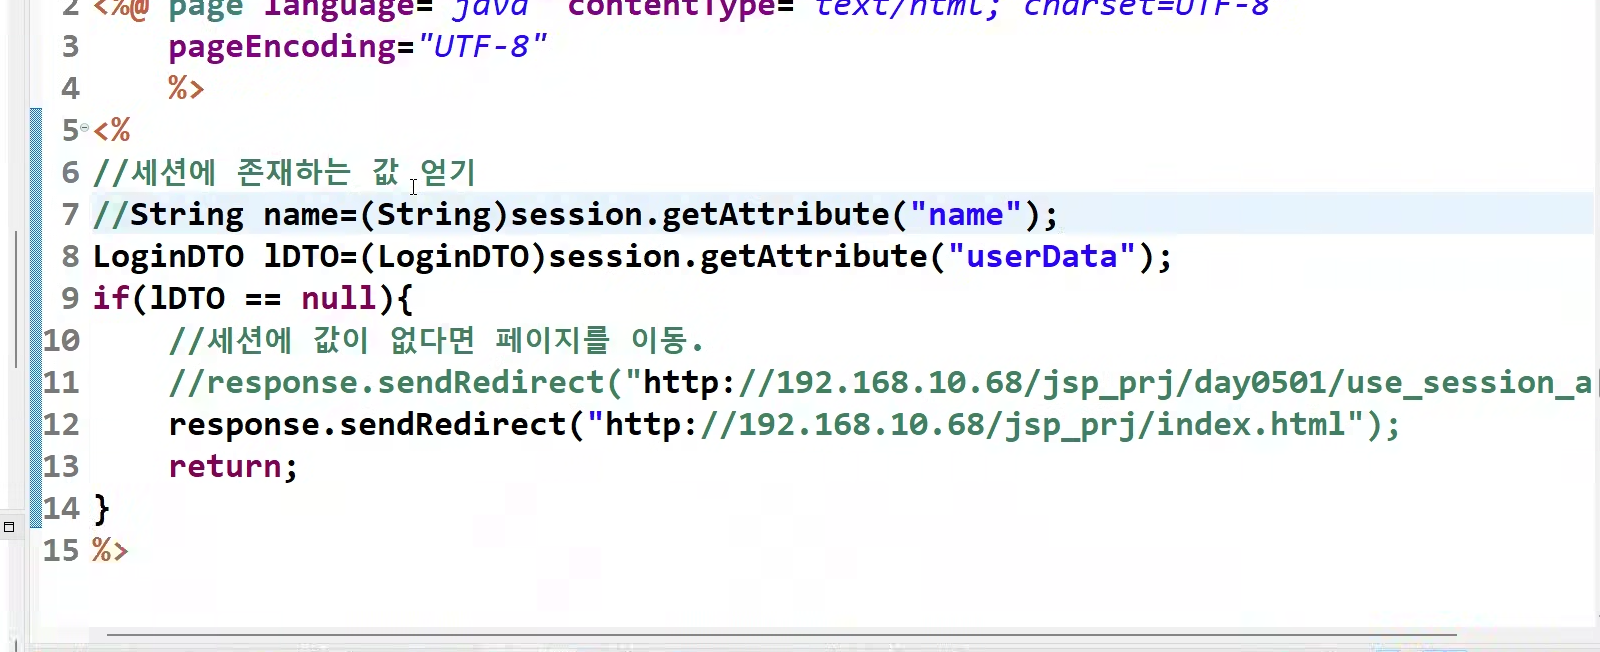 2 <%@ page language="java" contentType="text/html; charset=UTF-8"
3 pageEncoding="UTF-8"
4 %>
5 <%
6 //세션에 존재하는 값 얻기
7 //String name=(String)session.getAttribute("name");
8 LoginDTO lDTO=(LoginDTO)session.getAttribute("userData");
9 if(lDTO == null){
10 //세션에 값이 없다면 페이지를 이동.
11 //response.sendRedirect("http://192.168.10.68/jsp_prj/day0501/use_session_a
12 response.sendRedirect("http://192.168.10.68/jsp_prj/index.html");
13 return;
14 }
15 %>